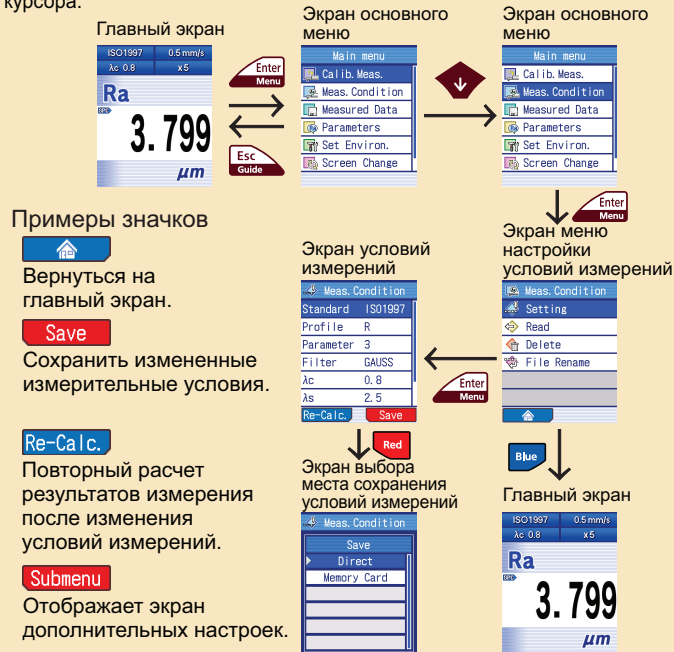 курсора.
Главный экран
ISO1997 0.5mm/s
λc 0.8 x5
Ra
3.799
µm
Enter
Menu
Esc
Guide
Экран основного
меню
Main menu
Calib. Meas.
Meas. Condition
Measured Data
Parameters
Set Environ.
Screen Change
Экран основного
меню
Main menu
Calib. Meas.
Meas. Condition
Measured Data
Parameters
Set Environ.
Screen Change
Enter
Menu
Примеры значков
Вернуться на
главный экран.
Save
Сохранить измененные
измерительные условия.
Re-Calc.
Повторный расчет
результатов измерения
после изменения
условий измерений.
Submenu
Отображает экран
дополнительных настроек.
Экран меню
настройки
условий измерений
Meas. Condition
Setting
Read
Delete
File Rename
Enter
Menu
Экран условий
измерений
Meas. Condition
Standard ISO1997
Profile R
Parameter 3
Filter GAUSS
λc 0.8
λs 2.5
Re-Calc. Save
Red
Экран выбора
места сохранения
условий измерений
Meas. Condition
Save
Direct
Memory Card
Blue
Главный экран
ISO1997 0.5mm/s
λc 0.8 x5
Ra
3.799
µm